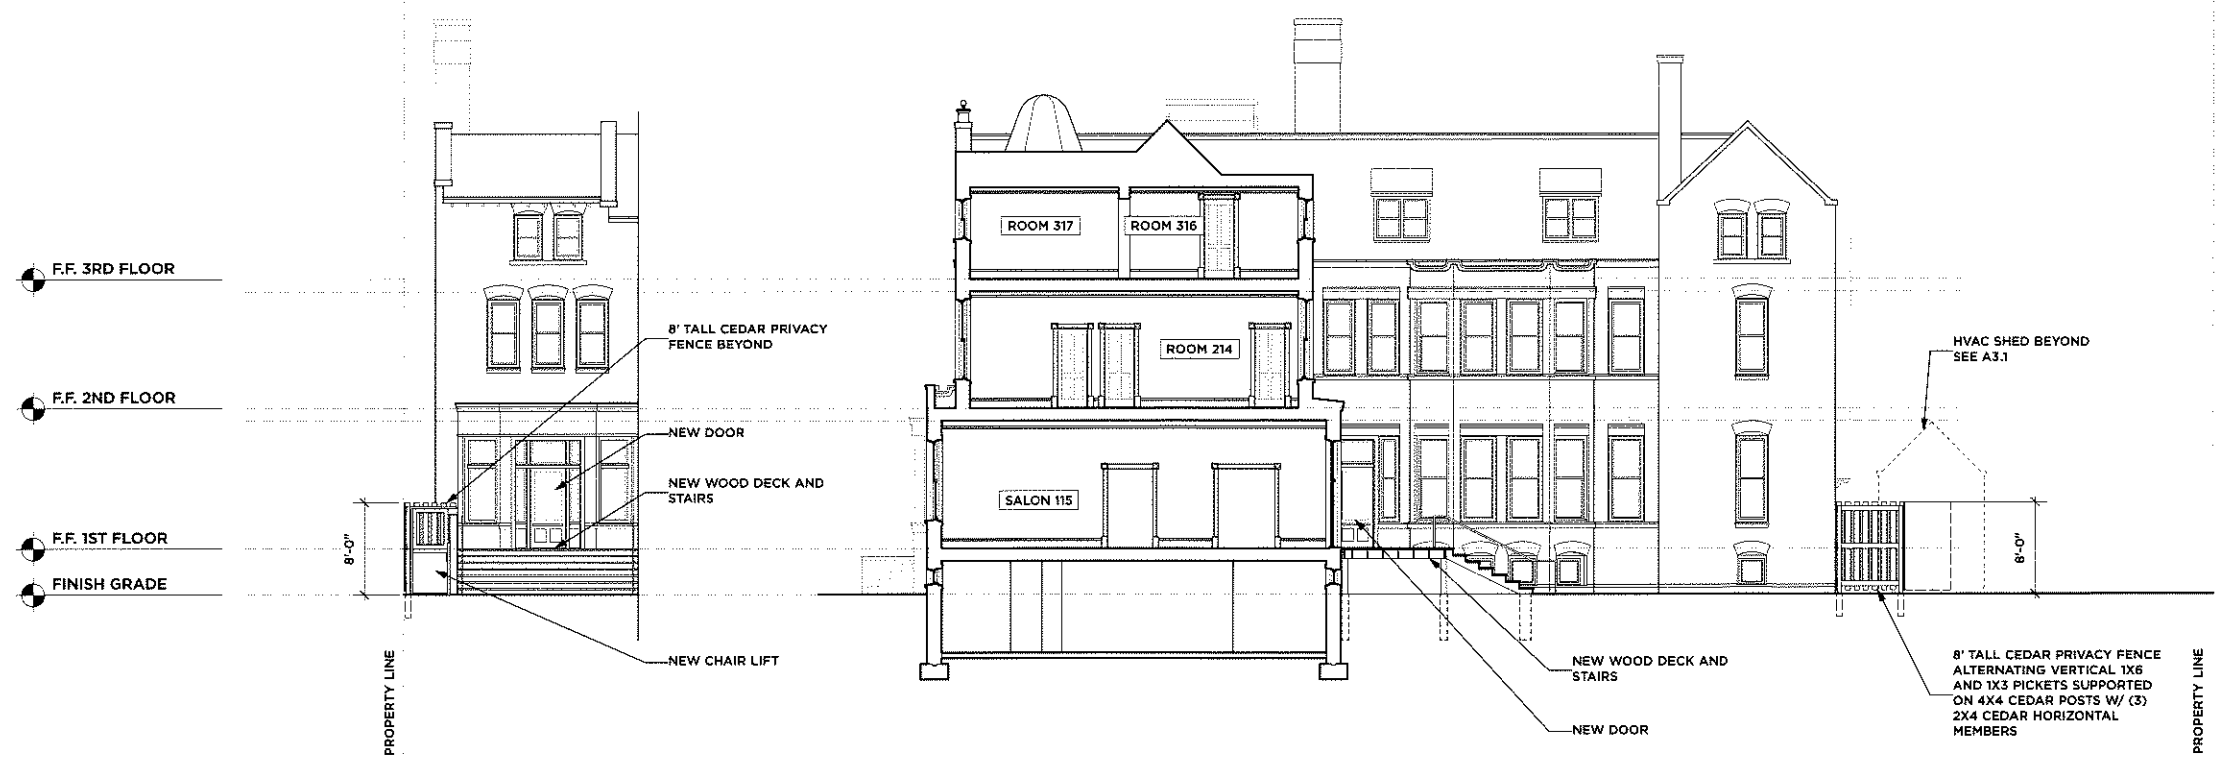 ROOM 317
ROOM 316
F.F. 3RD FLOOR
8' TALL CEDAR PRIVACY
FENCE BEYOND
ROOM 214
HVAC SHED BEYOND
SEE A3.1
F.F. 2ND FLOOR
NEW DOOR
NEW WOOD DECK AND
STAIRS
SALON 115
F.F. 1ST FLOOR
8'-0"
8'-0"
FINISH GRADE
NEW CHAIR LIFT
NEW WOOD DECK AND
STAIRS
NEW DOOR
8' TALL CEDAR PRIVACY FENCE
ALTERNATING VERTICAL 1X6
AND 1X3 PICKETS SUPPORTED
ON 4X4 CEDAR POSTS W/ (3)
2X4 CEDAR HORIZONTAL
MEMBERS
PROPERTY LINE
PROPERTY LINE